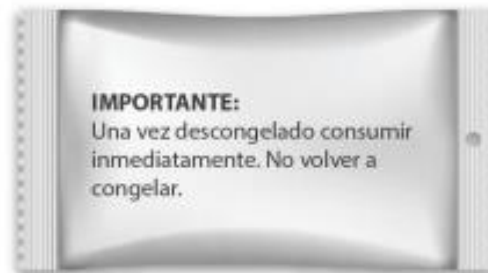 IMPORTANTE:
Una vez descongelado consumir
inmediatamente. No volver a
congelar.